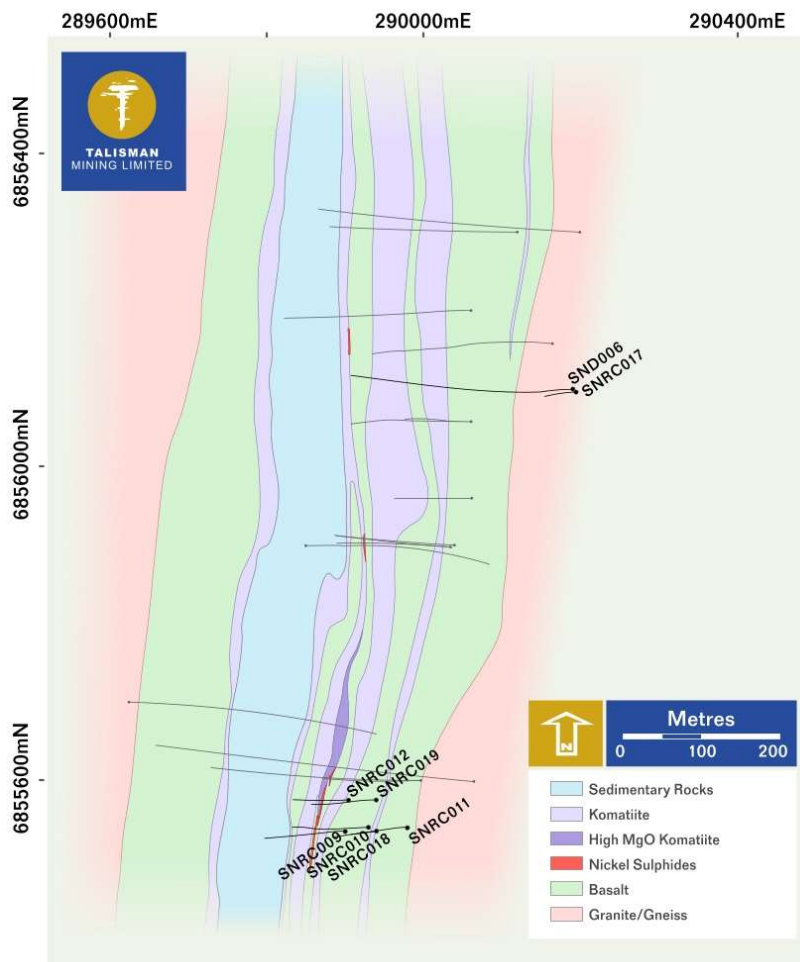 289600mE
290000mE
290400mE
6856400mN
6856000mN
6855600mN
TALISMAN
MINING LIMITED
SND006
SNRC017
SNRC012
SNRC019
SNRC011
SNRC009
SNRC010
SNRC018
N
Metres
0 100 200
Sedimentary Rocks
Komatiite
High MgO Komatiite
Nickel Sulphides
Basalt
Granite/Gneiss